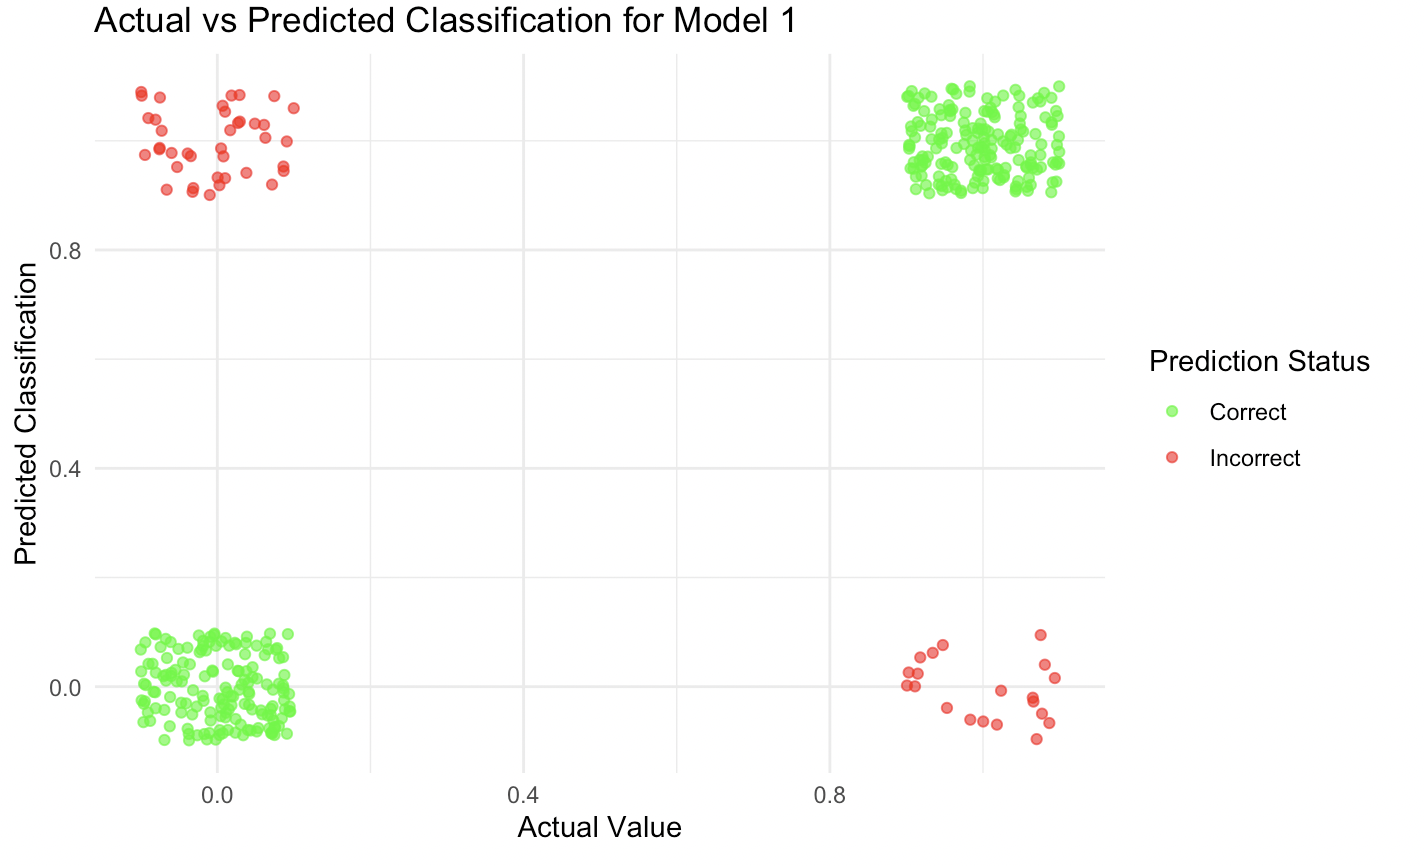 Actual vs Predicted Classification for Model 1
Predicted Classification
0.8
0.4
0.0
0.0
0.4
0.8
Actual Value
Prediction Status
Correct
Incorrect